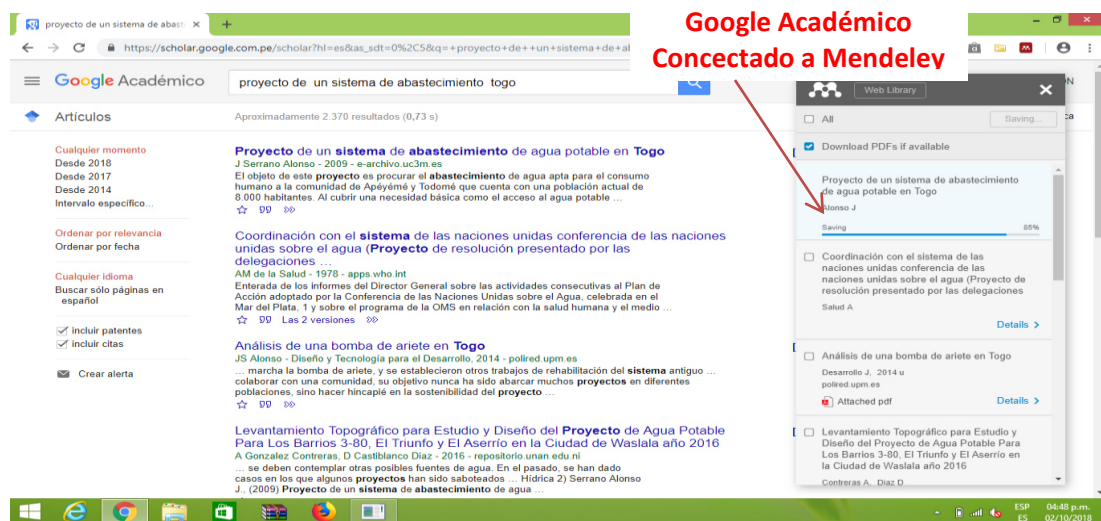 proyecto de un sistema de abast
Google Académico
Concectado a Mendeley
https://scholar.google.com.pe/scholar?hl=es&as_sdt=0%2C5&q=+proyecto+de++un+sistema+de+al
Google Académico
proyecto de un sistema de abastecimiento togo
Artículos
Aproximadamente 2.370 resultados (0,73 s)
Cualquier momento
Desde 2018
Desde 2017
Desde 2014
Intervalo específico...
Ordenar por relevancia
Ordenar por fecha
Cualquier idioma
Buscar sólo páginas en
español
incluir patentes
incluir citas
Crear alerta
Proyecto de un sistema de abastecimiento de agua potable en Togo
J Serrano Alonso - 2009 - e-archivo.uc3m.es
El objeto de este proyecto es procurar el abastecimiento de agua apta para el consumo
humano a la comunidad de Apéyémé y Todomé que cuenta con una población actual de
8.000 habitantes. Al cubrir una necesidad básica como el acceso al agua potable ...
Coordinación con el sistema de las naciones unidas conferencia de las naciones
unidas sobre el agua (Proyecto de resolución presentado por las
delegaciones ...
AM de la Salud - 1978 - apps.who.int
Enterada de los informes del Director General sobre las actividades consecutivas al Plan de
Acción adoptado por la Conferencia de las Naciones Unidas sobre el Agua, celebrada en el
Mar del Plata, 1 y sobre el programa de la OMS en relación con la salud humana y el medio ...
Las 2 versiones
Análisis de una bomba de ariete en Togo
JS Alonso - Diseño y Tecnología para el Desarrollo, 2014 - polired.upm.es
... marcha la bomba de ariete, y se establecieron otros trabajos de rehabilitación del sistema antiguo ...
colaborar con una comunidad, su objetivo nunca ha sido abarcar muchos proyectos en diferentes
poblaciones, sino hacer hincapié en la sostenibilidad del proyecto ...
Levantamiento Topográfico para Estudio y Diseño del Proyecto de Agua Potable
Para Los Barrios 3-80, El Triunfo y El Aserrío en la Ciudad de Waslala año 2016
A Gonzalez Contreras, D Castiblanco Diaz - 2016 - repositorio.unan.edu.ni
... se deben contemplar otras posibles fuentes de agua. En el pasado, se han dado
casos en los que algunos proyectos han sido saboteados ... Hídrica 2) Serrano Alonso
J., (2009) Proyecto de un sistema de abastecimiento de agua ...
Web Library
All
Saving...
Download PDFs if available
Proyecto de un sistema de abastecimiento
de agua potable en Togo
Alonso J
Saving 85%
Coordinación con el sistema de las
naciones unidas conferencia de las
naciones unidas sobre el agua (Proyecto de
resolución presentado por las delegaciones
Salud A
Details
Análisis de una bomba de ariete en Togo
Desarrollo J, 2014 u
polired.upm.es
Attached pdf Details
Levantamiento Topográfico para Estudio y
Diseño del Proyecto de Agua Potable Para
Los Barrios 3-80, El Triunfo y El Aserrío en
la Ciudad de Waslala año 2016
Contreras A, Diaz D
ESP 04:48 p.m.
ES 02/10/2018